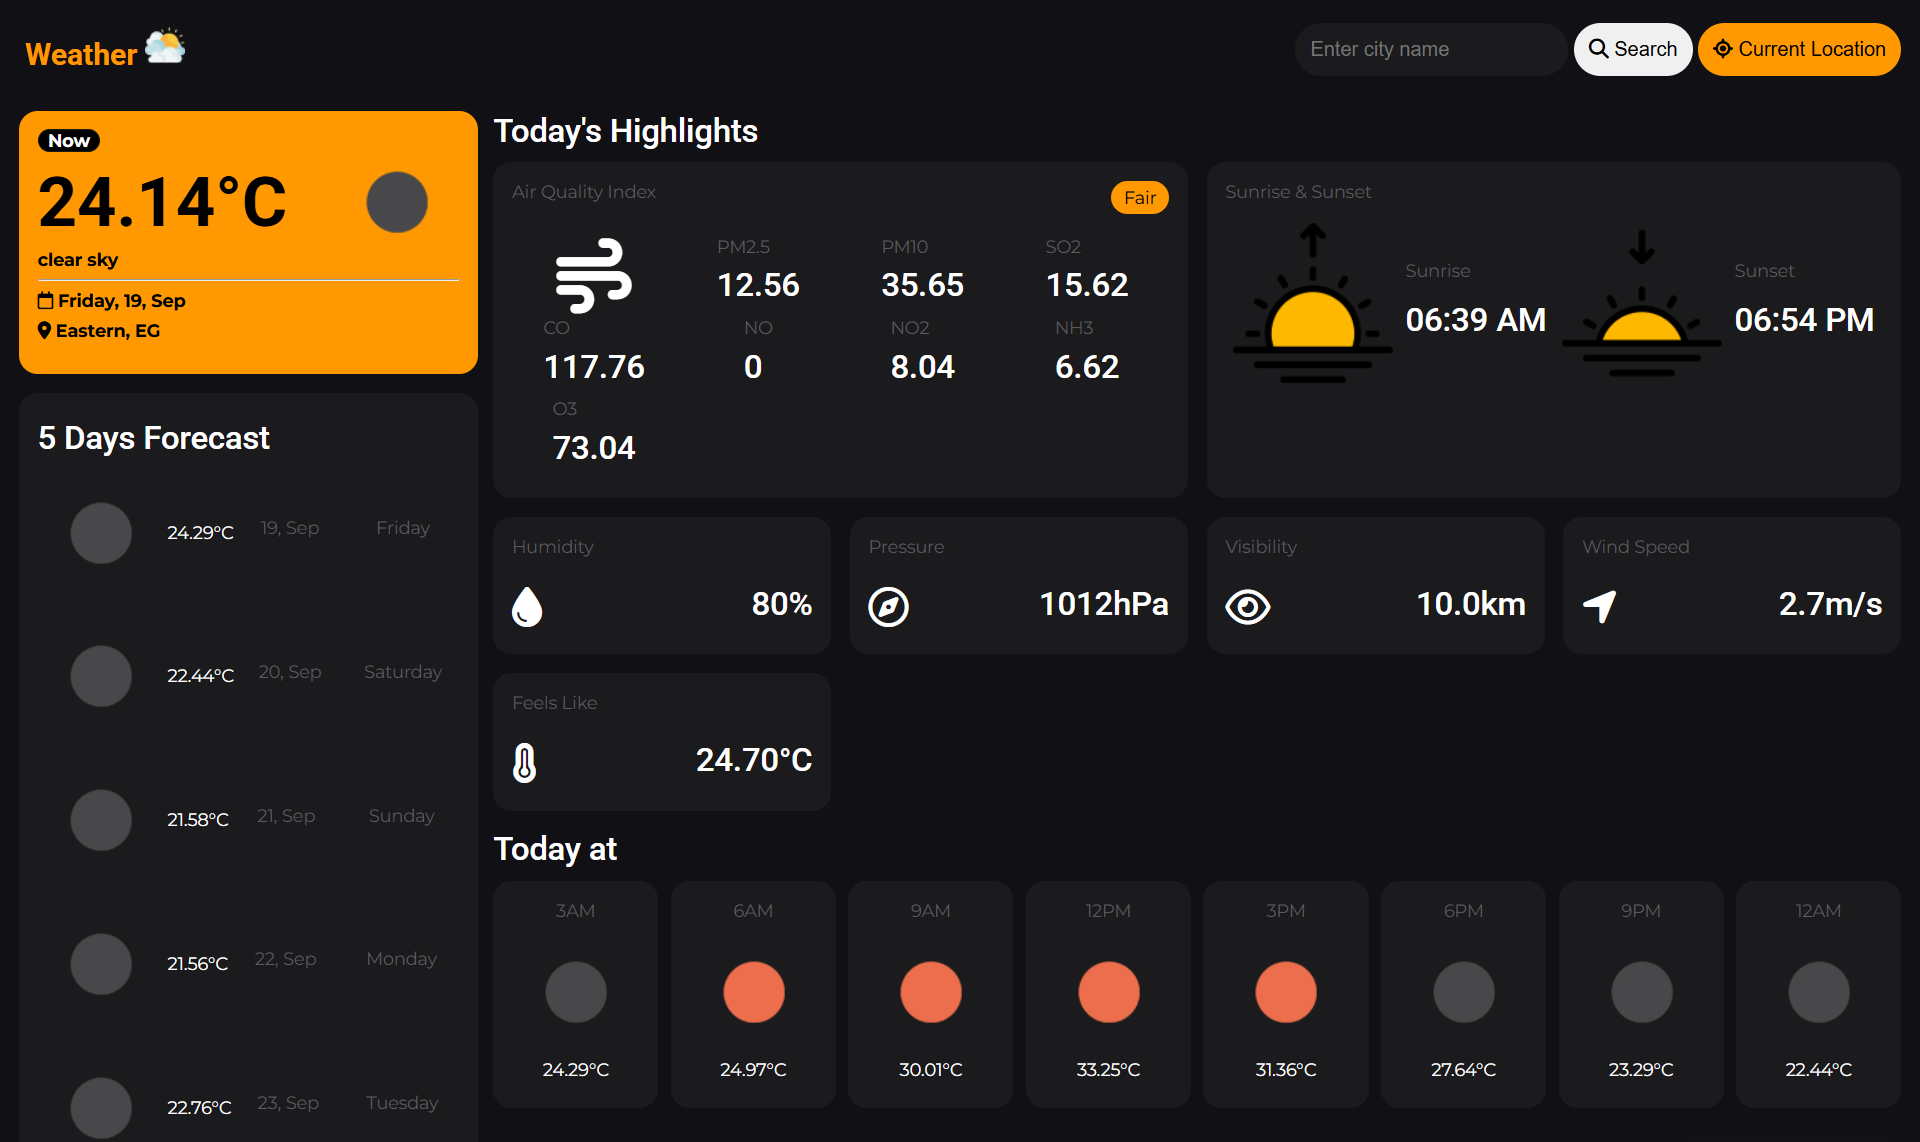 Weather
Enter city name
Search
Current Location
Now
24.14°C
clear sky
Friday, 19, Sep
Eastern, EG
5 Days Forecast
24.29°C 19, Sep Friday
22.44°C 20, Sep Saturday
21.58°C 21, Sep Sunday
21.56°C 22, Sep Monday
22.76°C 23, Sep Tuesday
Today's Highlights
Air Quality Index
Fair
PM2.5 PM10 SO2
12.56 35.65 15.62
CO NO NO2 NH3
117.76 0 8.04 6.62
O3
73.04
Sunrise & Sunset
Sunrise Sunset
06:39 AM 06:54 PM
Humidity
80%
Pressure
1012hPa
Visibility
10.0km
Wind Speed
2.7m/s
Feels Like
24.70°C
Today at
3AM 6AM 9AM 12PM 3PM 6PM 9PM 12AM
24.29°C 24.97°C 30.01°C 33.25°C 31.36°C 27.64°C 23.29°C 22.44°C